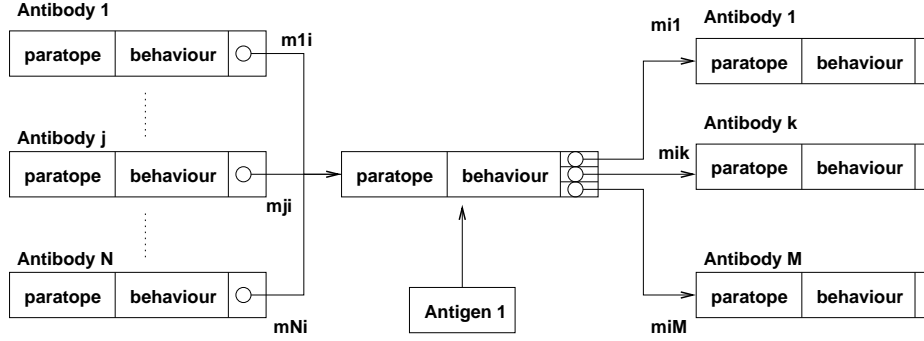 Antibody 1
paratope behaviour
m1i
Antibody j
paratope behaviour
mji
Antibody N
paratope behaviour
mNi
paratope behaviour
Antigen 1
mi1
Antibody 1
paratope behaviour
mik
Antibody k
paratope behaviour
miM
Antibody M
paratope behaviour